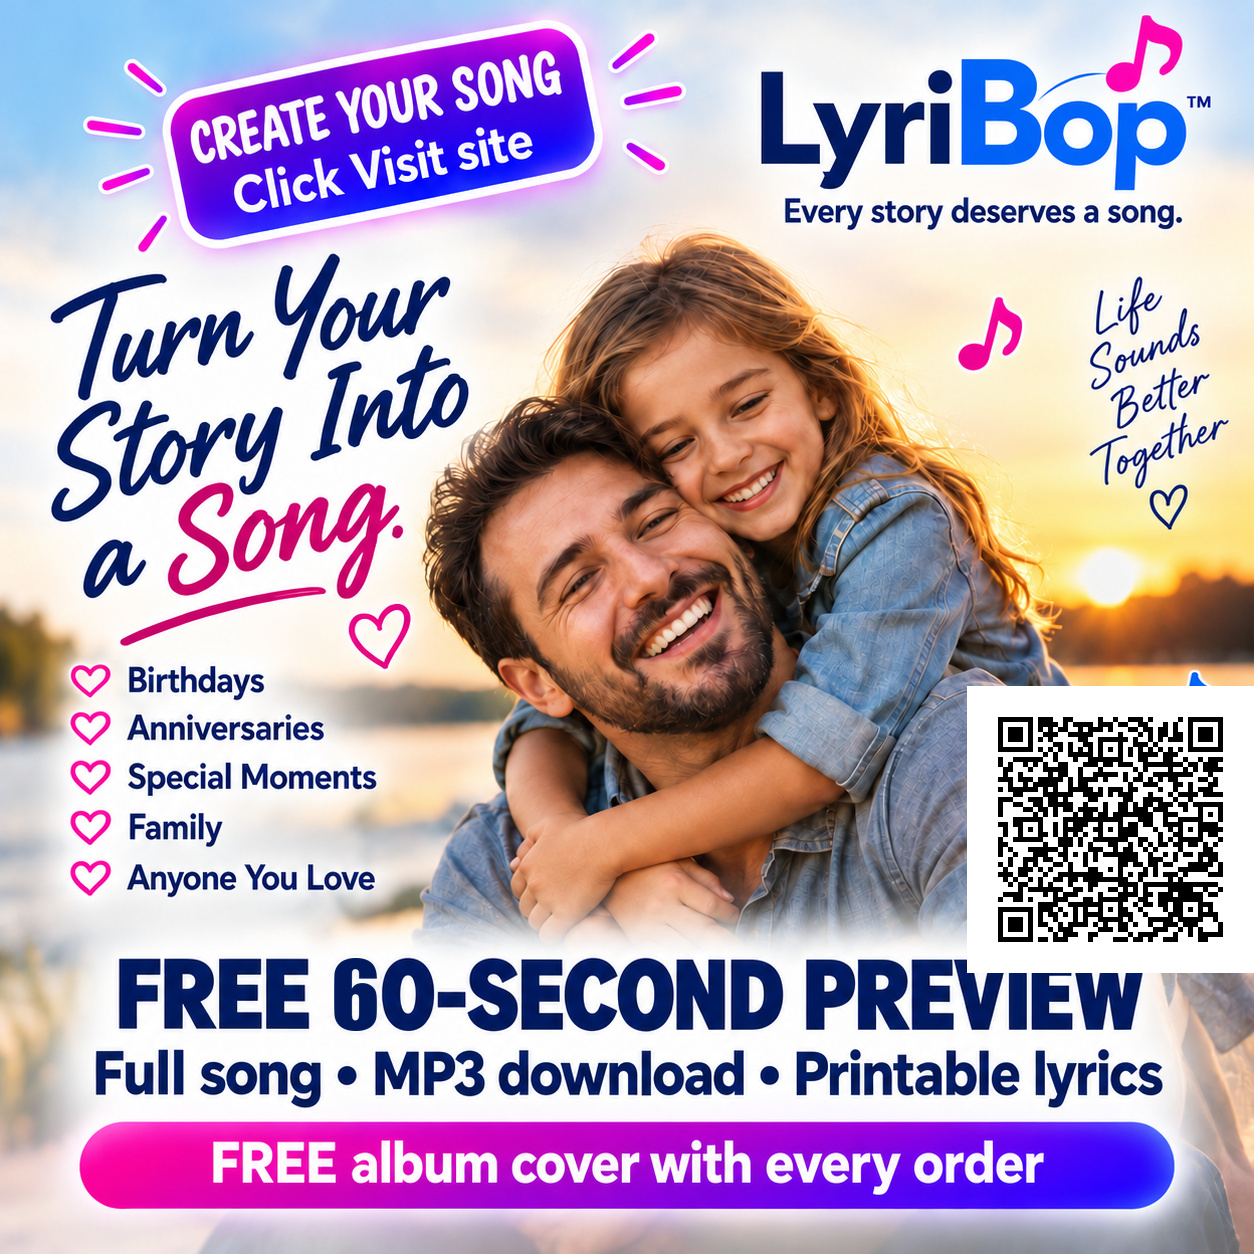 CREATE YOUR SONG
Click Visit site
LyriBop™
Every story deserves a song.
Turn Your
Story Into
a Song.
Life
Sounds
Better
Together
Birthdays
Anniversaries
Special Moments
Family
Anyone You Love
FREE 60-SECOND PREVIEW
Full song • MP3 download • Printable lyrics
FREE album cover with every order